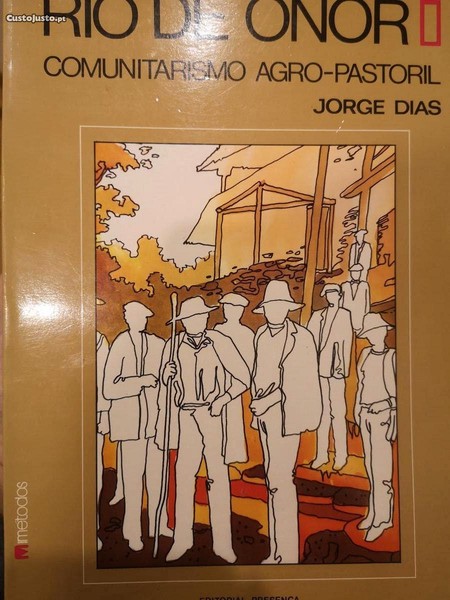 CustoJusto.pt
RIO DE ONOR
COMUNITARISMO AGRO-PASTORIL
JORGE DIAS
métodos
EDITORIAL PRESENÇA